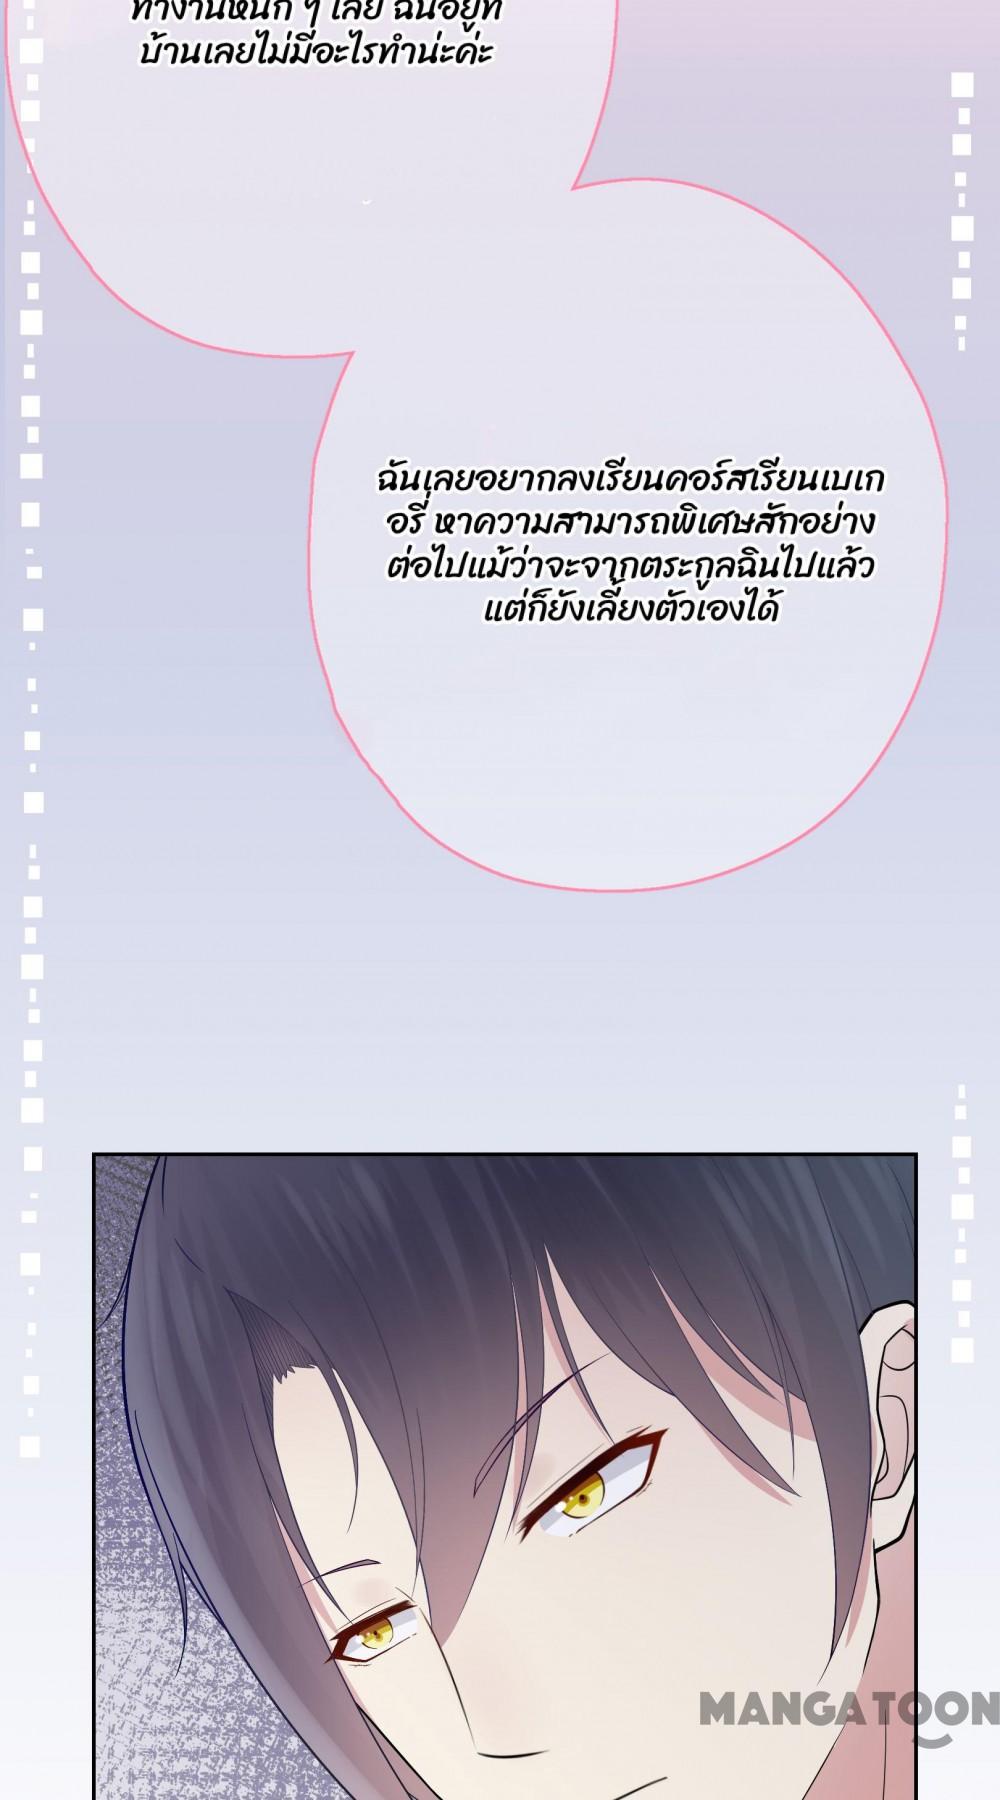 ทำงานหนัก ๆ เลย ฉันอยู่ที่
บ้านเลยไม่มีอะไรทำน่ะค่ะ
ฉันเลยอยากลงเรียนคอร์สเรียนเบเก
อรี่ หาความสามารถพิเศษสักอย่าง
ต่อไปแม้ว่าจะจากตระกูลฉินไปแล้ว
แต่ก็ยังเลี้ยงตัวเองได้
MANGATOON